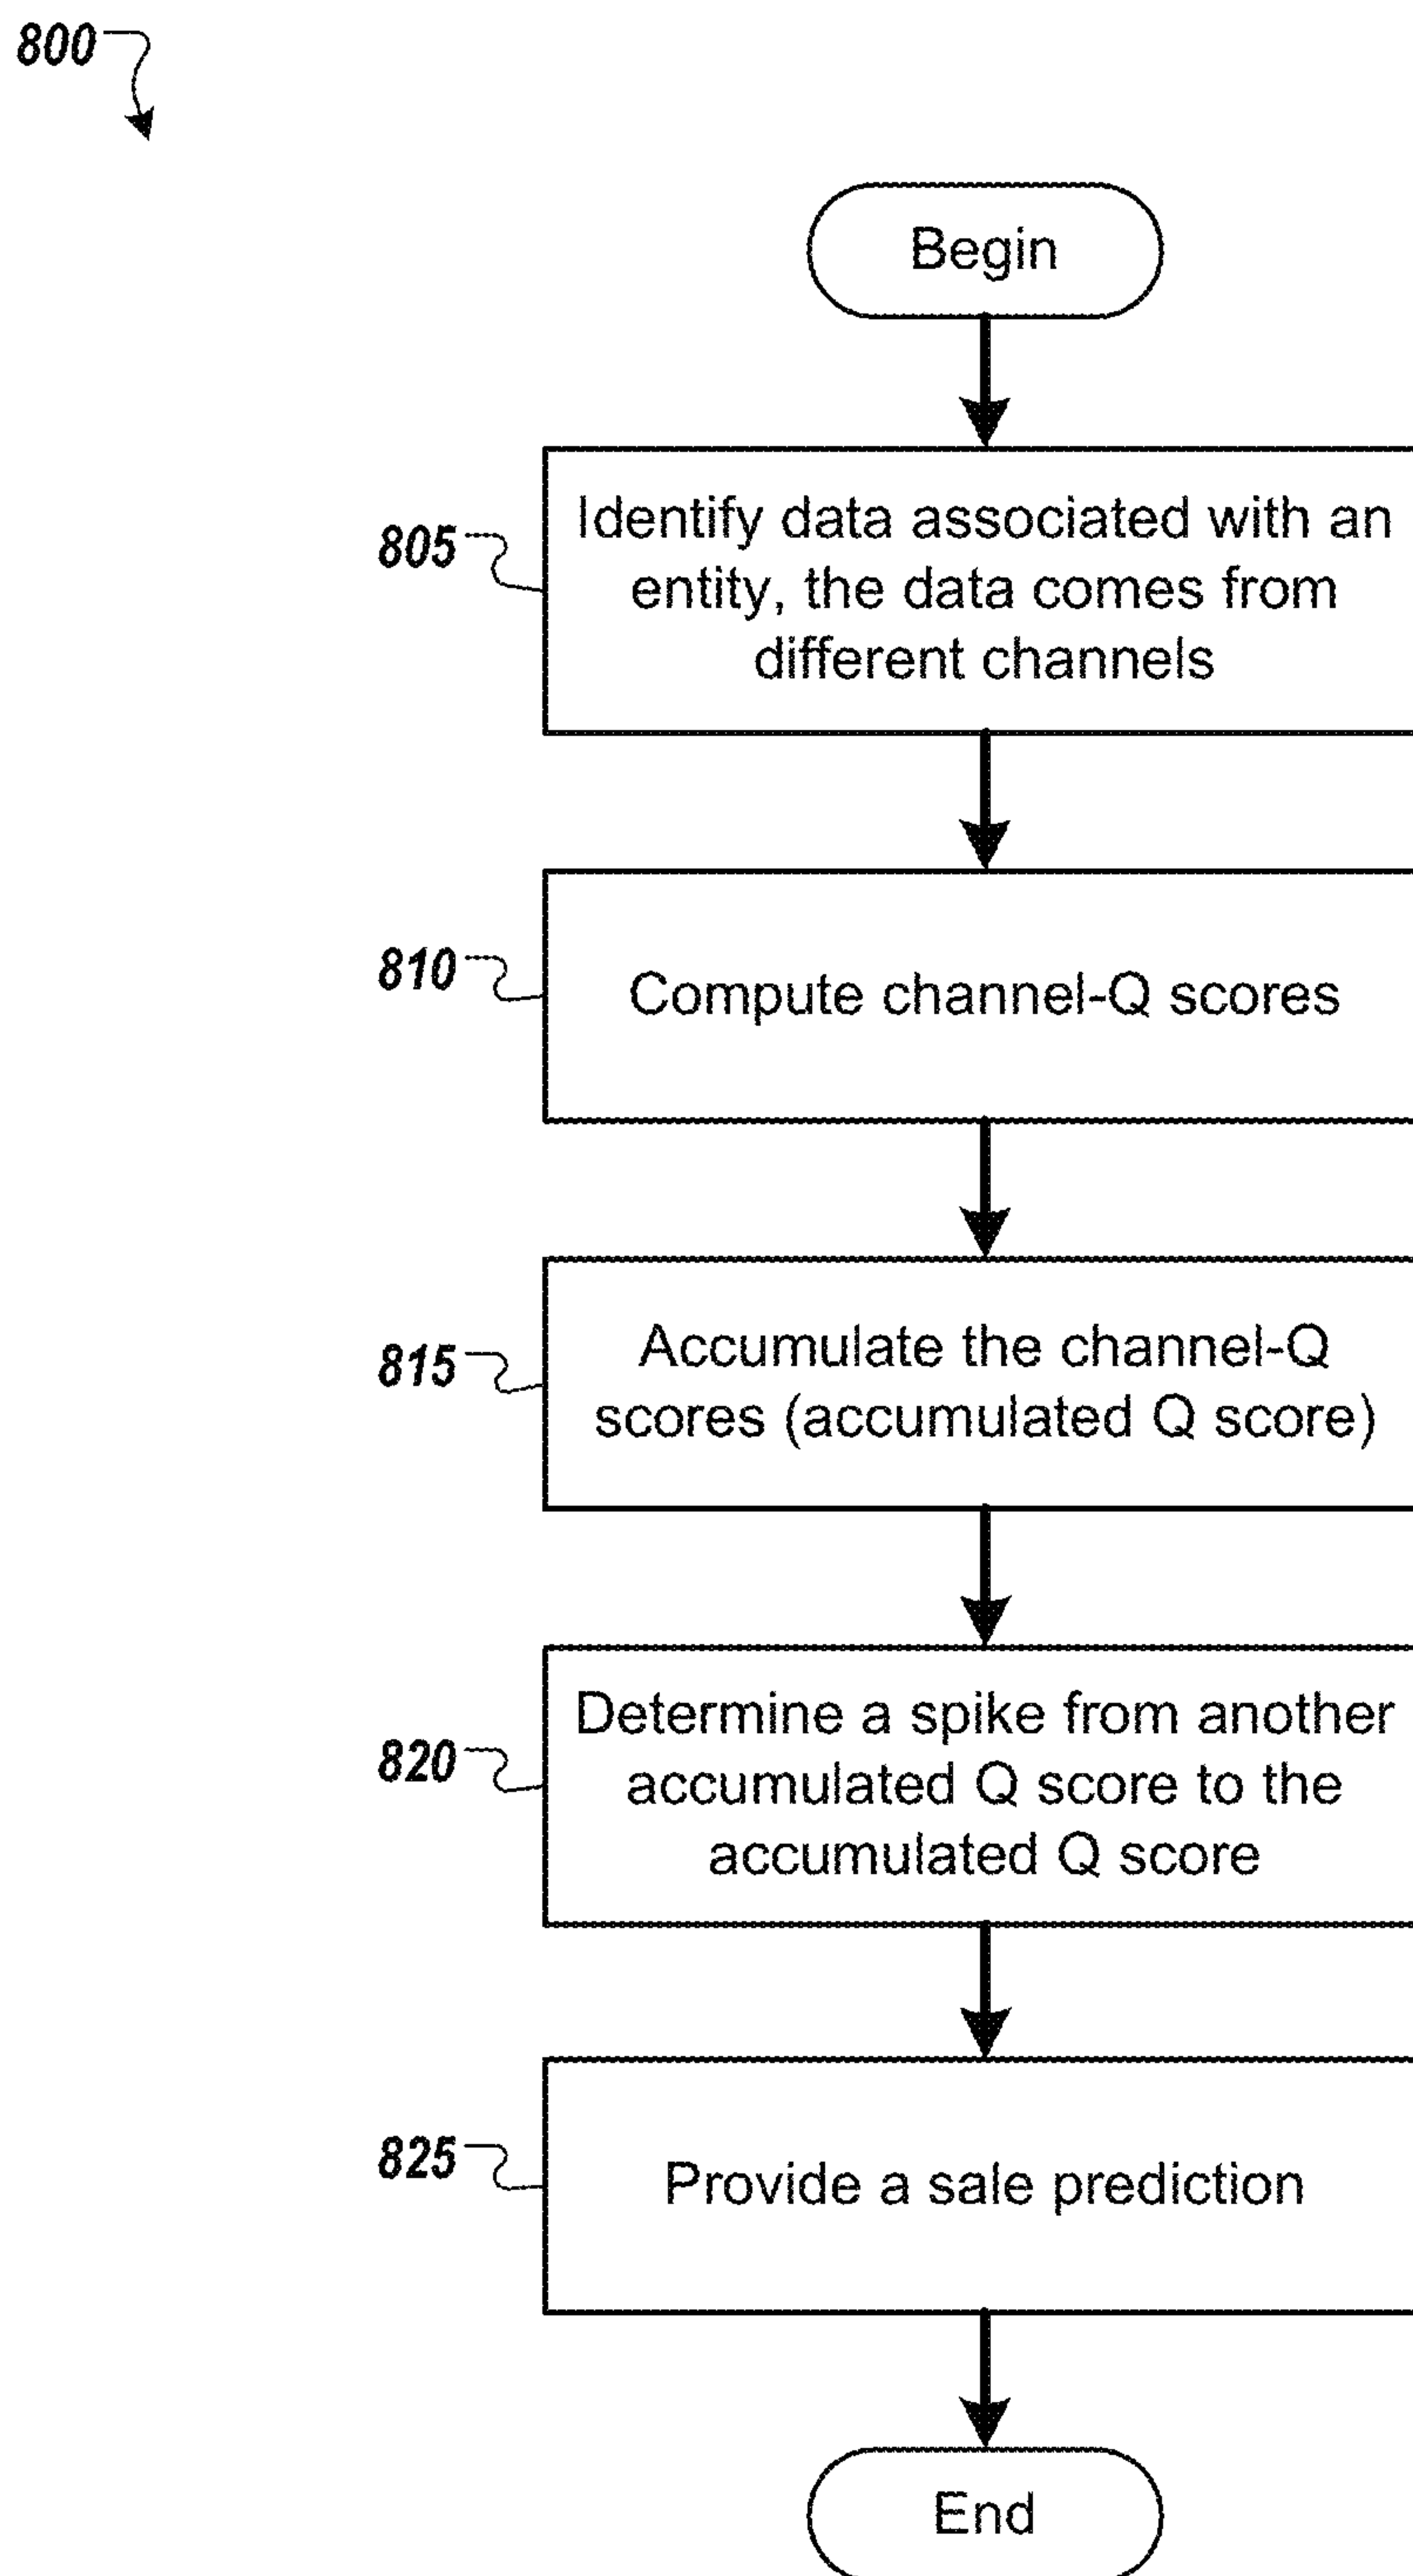 800
Begin
805
Identify data associated with an
entity, the data comes from
different channels
810
Compute channel-Q scores
815
Accumulate the channel-Q
scores (accumulated Q score)
820
Determine a spike from another
accumulated Q score to the
accumulated Q score
825
Provide a sale prediction
End